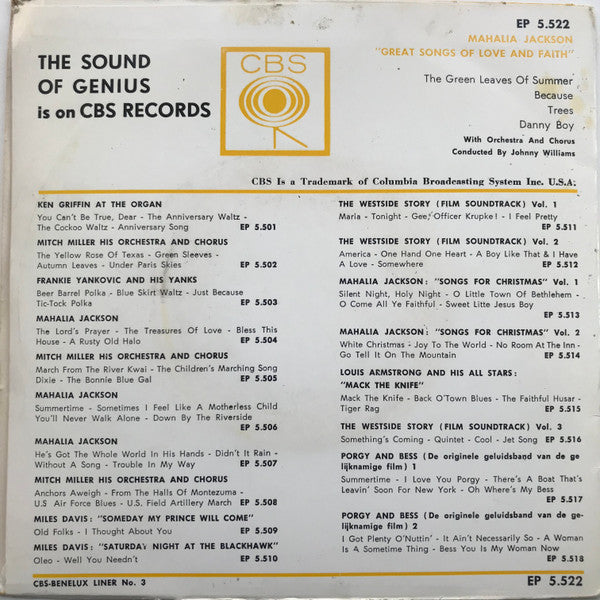 EP 5.522
MAHALIA JACKSON
"GREAT SONGS OF LOVE AND FAITH"
THE SOUND
OF GENIUS
is on CBS RECORDS
CBS
The Green Leaves Of Summer
Because
Trees
Danny Boy
With Orchestra And Chorus
Conducted By Johnny Williams
CBS Is a Trademark of Columbia Broadcasting System Inc. U.S.A.
KEN GRIFFIN AT THE ORGAN
You Can't Be True, Dear - The Anniversary Waltz -
The Cockoo Waltz - Anniversary Song EP 5.501
MITCH MILLER HIS ORCHESTRA AND CHORUS
The Yellow Rose Of Texas - Green Sleeves -
Autumn Leaves - Under Paris Skies EP 5.502
FRANKIE YANKOVIC AND HIS YANKS
Beer Barrel Polka - Blue Skirt Waltz - Just Because
Tic-Tock Polka EP 5.503
MAHALIA JACKSON
The Lord's Prayer - The Treasures Of Love - Bless This
House - A Rusty Old Halo EP 5.504
MITCH MILLER HIS ORCHESTRA AND CHORUS
March From The River Kwai - The Children's Marching Song
Dixie - The Bonnie Blue Gal EP 5.505
MAHALIA JACKSON
Summertime - Sometimes I Feel Like A Motherless Child
You'll Never Walk Alone - Down By The Riverside
EP 5.506
MAHALIA JACKSON
He's Got The Whole World In His Hands - Didn't It Rain -
Without A Song - Trouble In My Way EP 5.507
MITCH MILLER HIS ORCHESTRA AND CHORUS
Anchors Aweigh - From The Halls Of Montezuma -
U.S Air Force Blues - U.S. Field Artillery March EP 5.508
MILES DAVIS: "SOMEDAY MY PRINCE WILL COME"
Old Folks - I Thought About You EP 5.509
MILES DAVIS: "SATURDAY NIGHT AT THE BLACKHAWK"
Oleo - Well You Needn't EP 5.510
THE WESTSIDE STORY (FILM SOUNDTRACK) Vol. 1
Maria - Tonight - Gee, Officer Krupke! - I Feel Pretty
EP 5.511
THE WESTSIDE STORY (FILM SOUNDTRACK) Vol. 2
America - One Hand One Heart - A Boy Like That & I Have
A Love - Somewhere EP 5.512
MAHALIA JACKSON: "SONGS FOR CHRISTMAS" Vol. 1
Silent Night, Holy Night - O Little Town Of Bethlehem -
O Come All Ye Faithful - Sweet Little Jesus Boy
EP 5.513
MAHALIA JACKSON: "SONGS FOR CHRISTMAS" Vol. 2
White Christmas - Joy To The World - No Room At The Inn -
Go Tell It On The Mountain EP 5.514
LOUIS ARMSTRONG AND HIS ALL STARS:
"MACK THE KNIFE"
Mack The Knife - Back O'Town Blues - The Faithful Husar -
Tiger Rag EP 5.515
THE WESTSIDE STORY (FILM SOUNDTRACK) Vol. 3
Something's Coming - Quintet - Cool - Jet Song EP 5.516
PORGY AND BESS (De originele geluidsband van de ge
lijknamige film) 1
Summertime - I Love You Porgy - There's A Boat That's
Leavin' Soon For New York - Oh Where's My Bess
EP 5.517
PORGY AND BESS (De originele geluidsband van de ge-
lijknamige film) 2
I Got Plenty O'Nuttin' - It Ain't Necessarily So - A Woman
Is A Sometime Thing - Bess You Is My Woman Now
EP 5.518
CBS-BENELUX LINER No. 3
EP 5.522